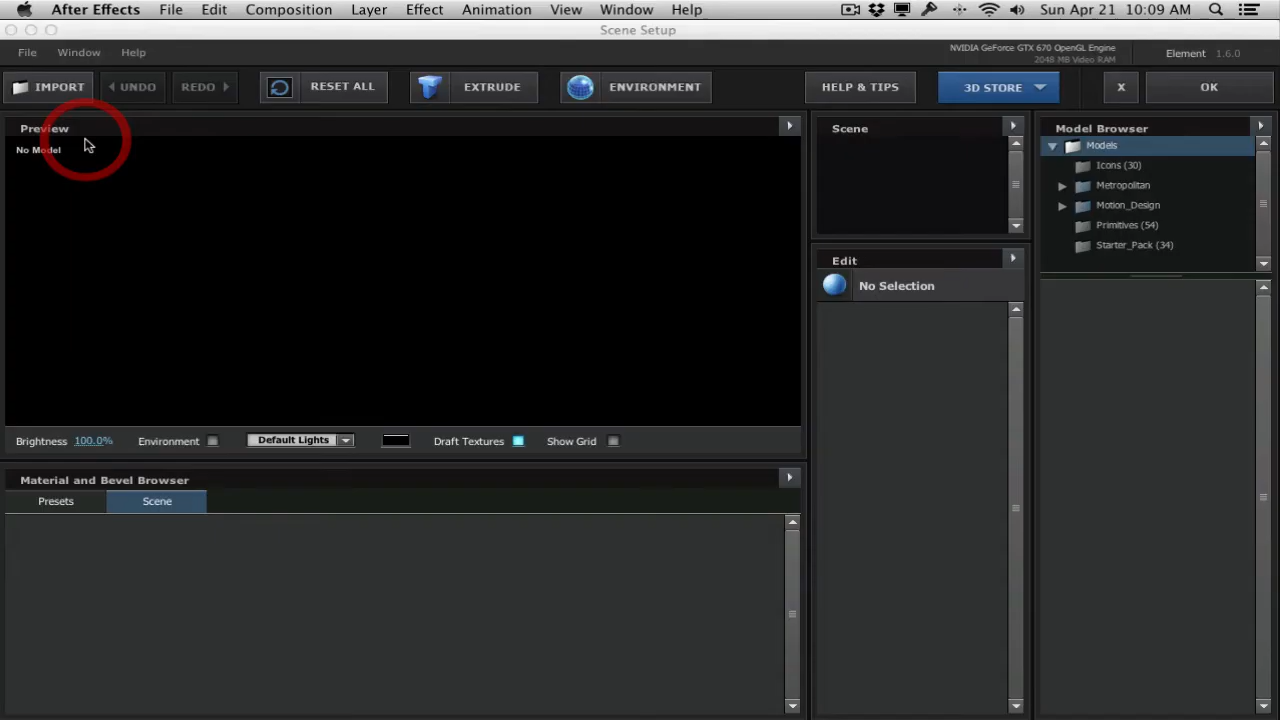 After Effects File Edit Composition Layer Effect Animation View Window Help Sun Apr 21 10:09 AM
Scene Setup
File Window Help NVIDIA GeForce GTX 670 OpenGL Engine
2048 MB Video RAM
Element 1.6.0
IMPORT UNDO REDO RESET ALL EXTRUDE ENVIRONMENT HELP & TIPS 3D STORE X OK
Preview
No Model
Brightness 100.0% Environment Default Lights Draft Textures Show Grid
Material and Bevel Browser
Presets Scene
Scene
Edit
No Selection
Model Browser
Models
Icons (30)
Metropolitan
Motion_Design
Primitives (54)
Starter_Pack (34)